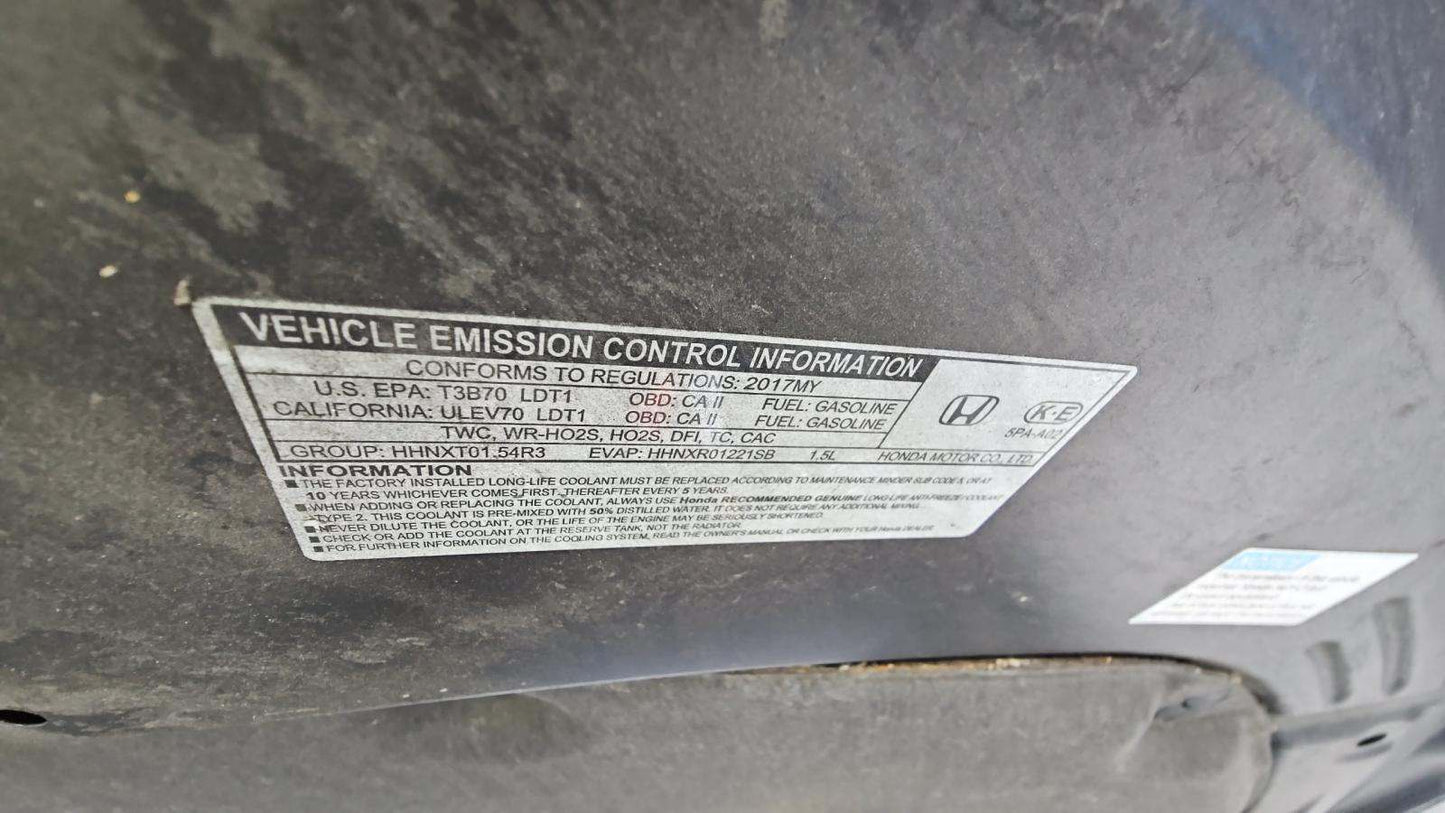 VEHICLE EMISSION CONTROL INFORMATION
CONFORMS TO REGULATIONS: 2017MY
U.S. EPA: T3B70 LDT1 OBD: CA II FUEL: GASOLINE
CALIFORNIA: ULEV70 LDT1 OBD: CA II FUEL: GASOLINE
TWC, WR-HO2S, HO2S, DFI, TC, CAC
K-E
5PA-A02
GROUP: HHNXT01.54R3 EVAP: HHNXR01221SB 1.5L HONDA MOTOR CO., LTD.
INFORMATION
■ THE FACTORY INSTALLED LONG-LIFE COOLANT MUST BE REPLACED ACCORDING TO MAINTENANCE MINDER SUB CODE 5, OR AT
10 YEARS WHICHEVER COMES FIRST. THEREAFTER EVERY 5 YEARS.
■ WHEN ADDING OR REPLACING THE COOLANT, ALWAYS USE Honda RECOMMENDED GENUINE LONG-LIFE ANTI-FREEZE/COOLANT
TYPE 2. THIS COOLANT IS PRE-MIXED WITH 50% DISTILLED WATER. IT DOES NOT REQUIRE ANY ADDITIONAL MIXING.
■ NEVER DILUTE THE COOLANT, OR THE LIFE OF THE ENGINE MAY BE SERIOUSLY SHORTENED.
■ CHECK OR ADD THE COOLANT AT THE RESERVE TANK, NOT THE RADIATOR.
■ FOR FURTHER INFORMATION ON THE COOLING SYSTEM, READ THE OWNER'S MANUAL OR CHECK WITH YOUR Honda DEALER.
NOTICE